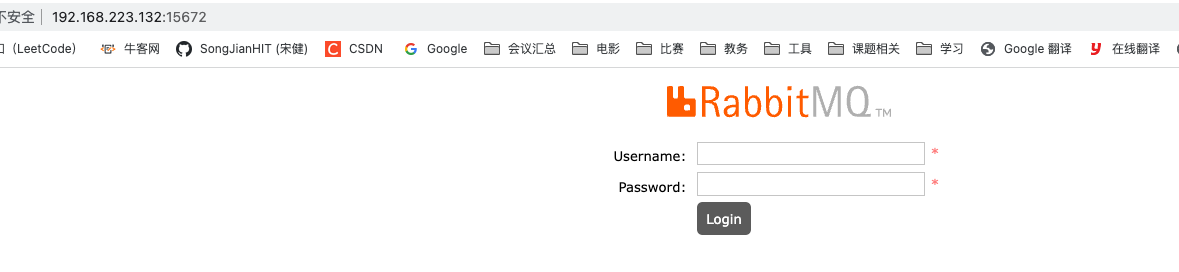 不安全 192.168.223.132:15672
(LeetCode) 牛客网 SongJianHIT (宋健) CSDN Google 会议汇总 电影 比赛 教务 工具 课题相关 学习 Google 翻译 在线翻译
RabbitMQ TM
Username: *
Password: *
Login